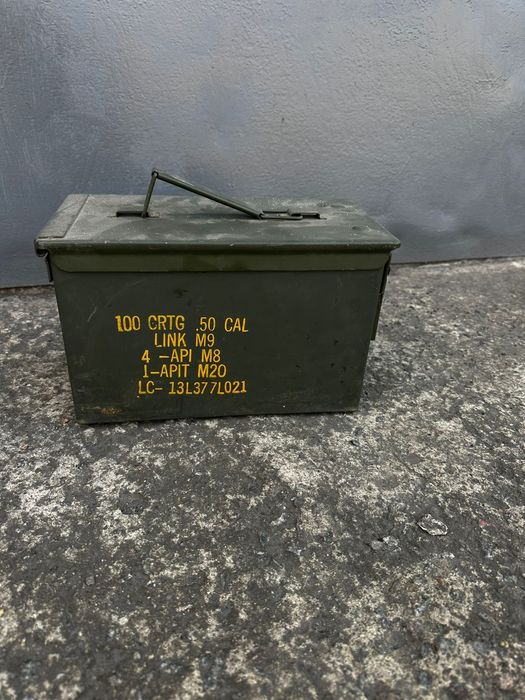 100 CRTG .50 CAL
LINK M9
4 -API M8
1-APIT M20
LC- 13L377L021